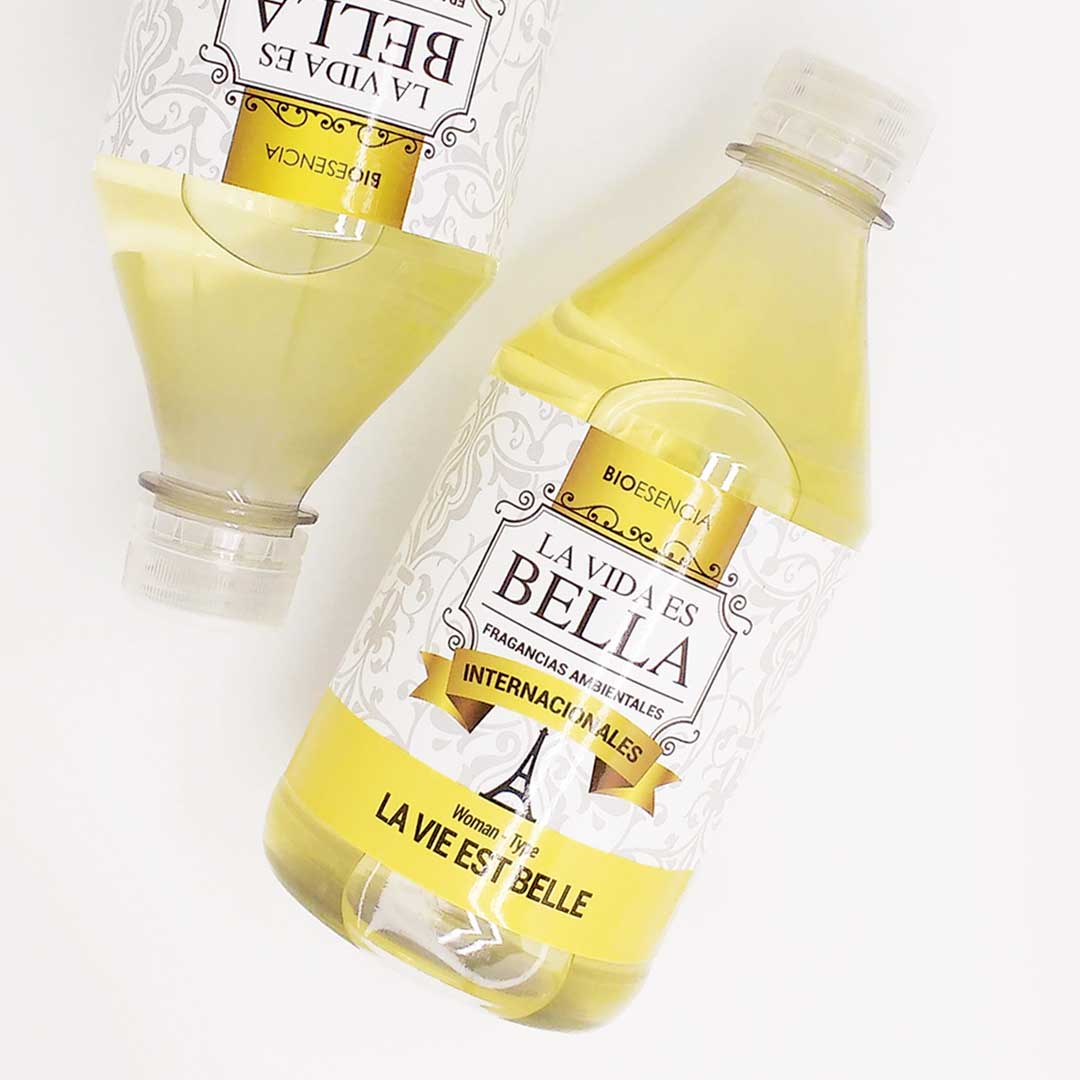 BIOESENCIA
LA VIDA ES
BELLA
FRAGANCIAS AMBIENTALES
INTERNACIONALES
Woman - Type
LA VIE EST BELLE
BIOESENCIA
LA VIDA ES
BELLA